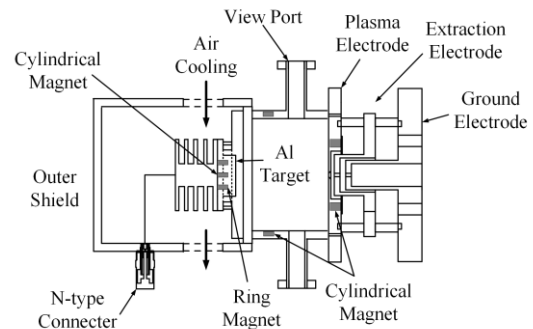 View Port
Plasma
Electrode
Extraction
Electrode
Air
Cooling
Cylindrical
Magnet
Ground
Electrode
Al
Target
Outer
Shield
Ring
Magnet
Cylindrical
Magnet
N-type
Connecter